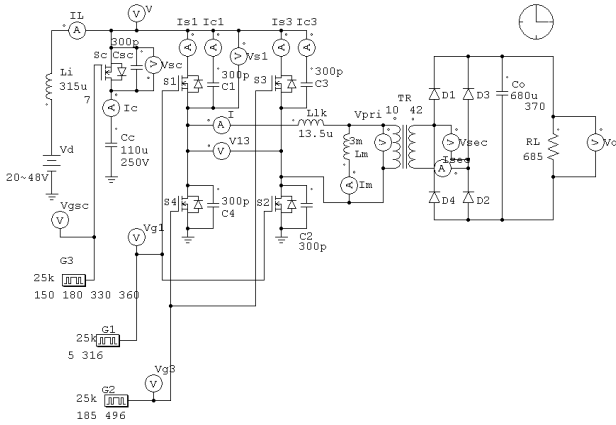 IL
V
Is1 Ic1
Is3 Ic3
A
V
A A
A A
Sc
300p
Csc
V
Vsc
V
Vs1
Li
315u
7
S1
300p
C1
S3
300p
C3
A
Ic
TR
10 42
Vpri
Llk
13.5u
I
A
V13
V
3m
Lm
A
Im
V
V
Vsec
Isec
A
D1 D3
D4 D2
Co
680u
370
RL
685
V
Vo
Cc
110u
250V
Vd
20~48V
Vgsc
V
S4
300p
C4
S2
C2
300p
Vg1
V
G3
25k
150 180 330 360
G1
25k
5 316
Vg3
V
G2
25k
185 496